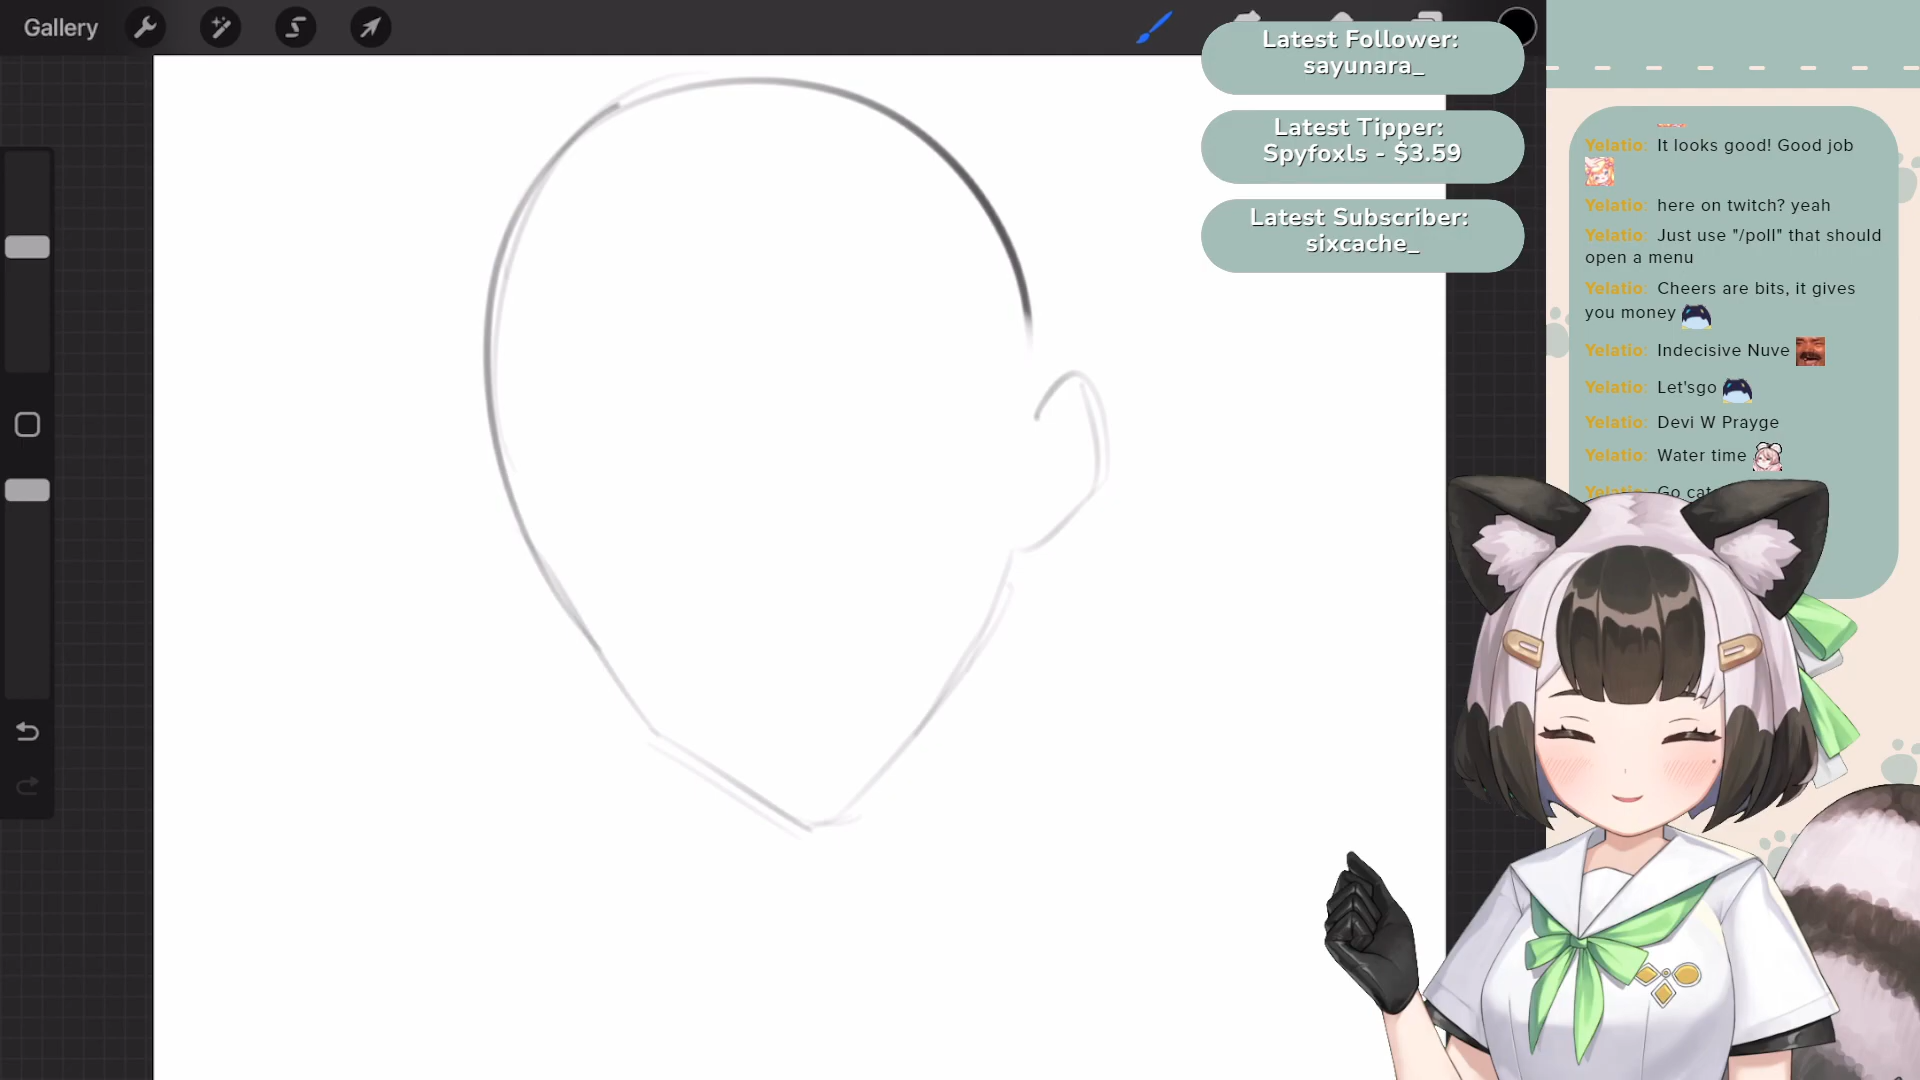 Gallery
Latest Follower:
sayunara_
Latest Tipper:
Spyfoxls - $3.59
Latest Subscriber:
sixcache_
Yelatio: It looks good! Good job
Yelatio: here on twitch? yeah
Yelatio: Just use "/poll" that should
open a menu
Yelatio: Cheers are bits, it gives
you money
Yelatio: Indecisive Nuve
Yelatio: Let'sgo
Yelatio: Devi W Prayge
Yelatio: Water time
Yelatio: Go